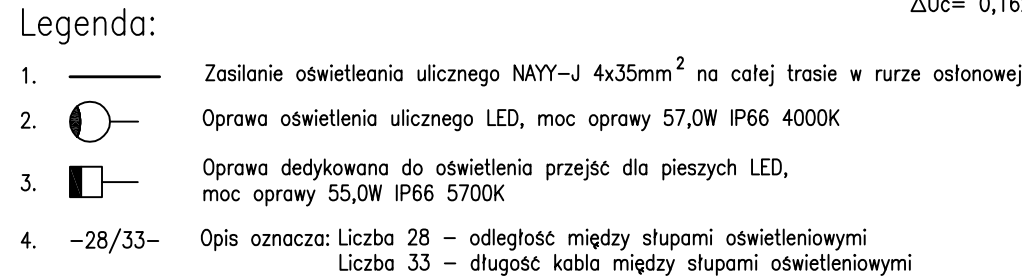 ΔUc= 0,16
Legenda:
1. Zasilanie oświetleania ulicznego NAYY-J 4x35mm² na całej trasie w rurze osłonowej
2. Oprawa oświetlenia ulicznego LED, moc oprawy 57,0W IP66 4000K
3. Oprawa dedykowana do oświetlenia przejść dla pieszych LED,
moc oprawy 55,0W IP66 5700K
4. -28/33- Opis oznacza: Liczba 28 - odległość między słupami oświetleniowymi
Liczba 33 - długość kabla między słupami oświetleniowymi